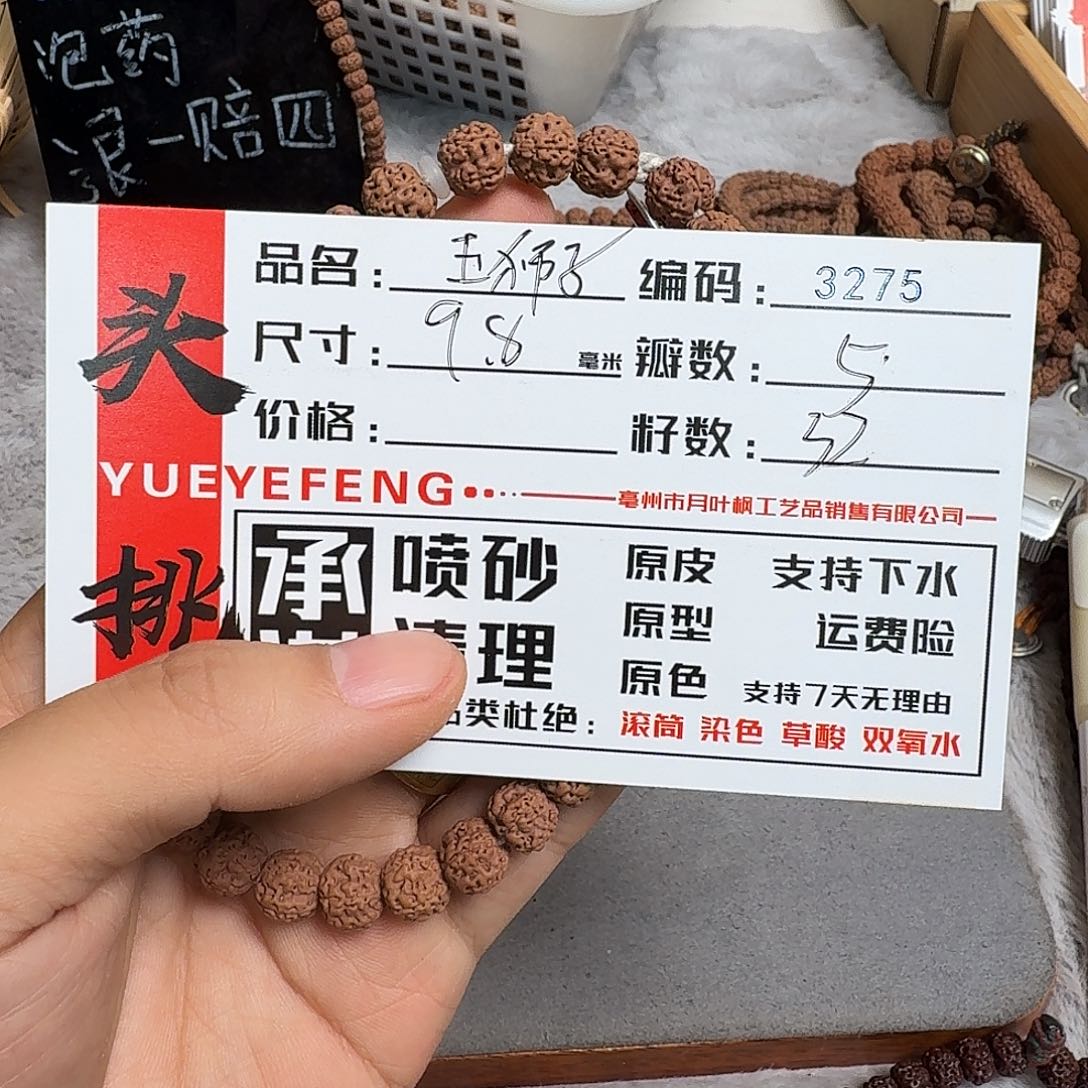 泡药
滚一赔四
头挑
品名：玉狮子 编码：3275
尺寸：9.8毫米 瓣数：5
价格： 籽数：52
YUEYEFENG
亳州市月叶枫工艺品销售有限公司
承
喷砂 原皮 支持下水
清理 原型 运费险
原色 支持7天无理由
类杜绝：滚筒 染色 草酸 双氧水